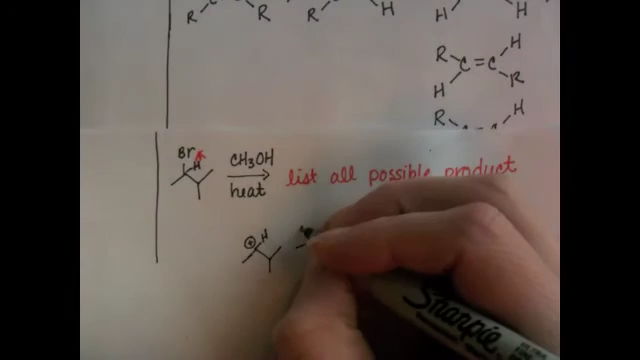 R R R H H H
R C = C H
H R
R H
Br H CH3OH
heat
list all possible product
+ H
Sharpie